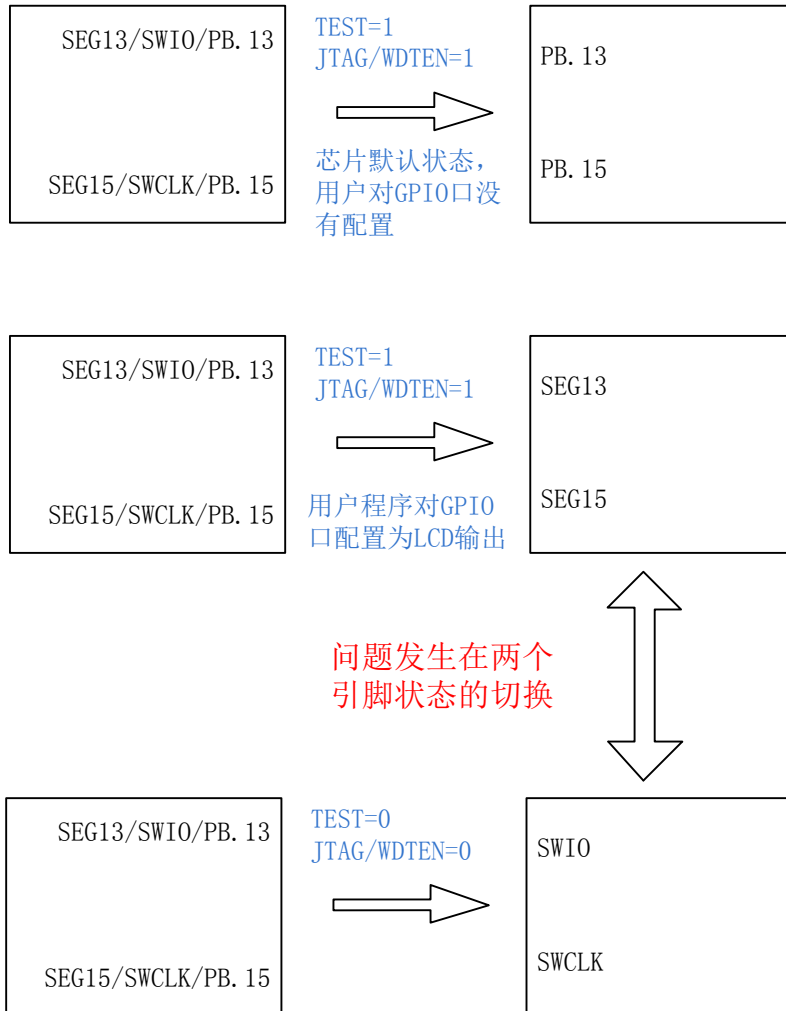 SEG13/SWIO/PB.13
TEST=1
JTAG/WDTEN=1
PB.13
SEG15/SWCLK/PB.15
芯片默认状态，
用户对GPIO口没
有配置
PB.15
SEG13/SWIO/PB.13
TEST=1
JTAG/WDTEN=1
SEG13
SEG15/SWCLK/PB.15
用户程序对GPIO
口配置为LCD输出
SEG15
问题发生在两个
引脚状态的切换
SEG13/SWIO/PB.13
TEST=0
JTAG/WDTEN=0
SWIO
SEG15/SWCLK/PB.15
SWCLK